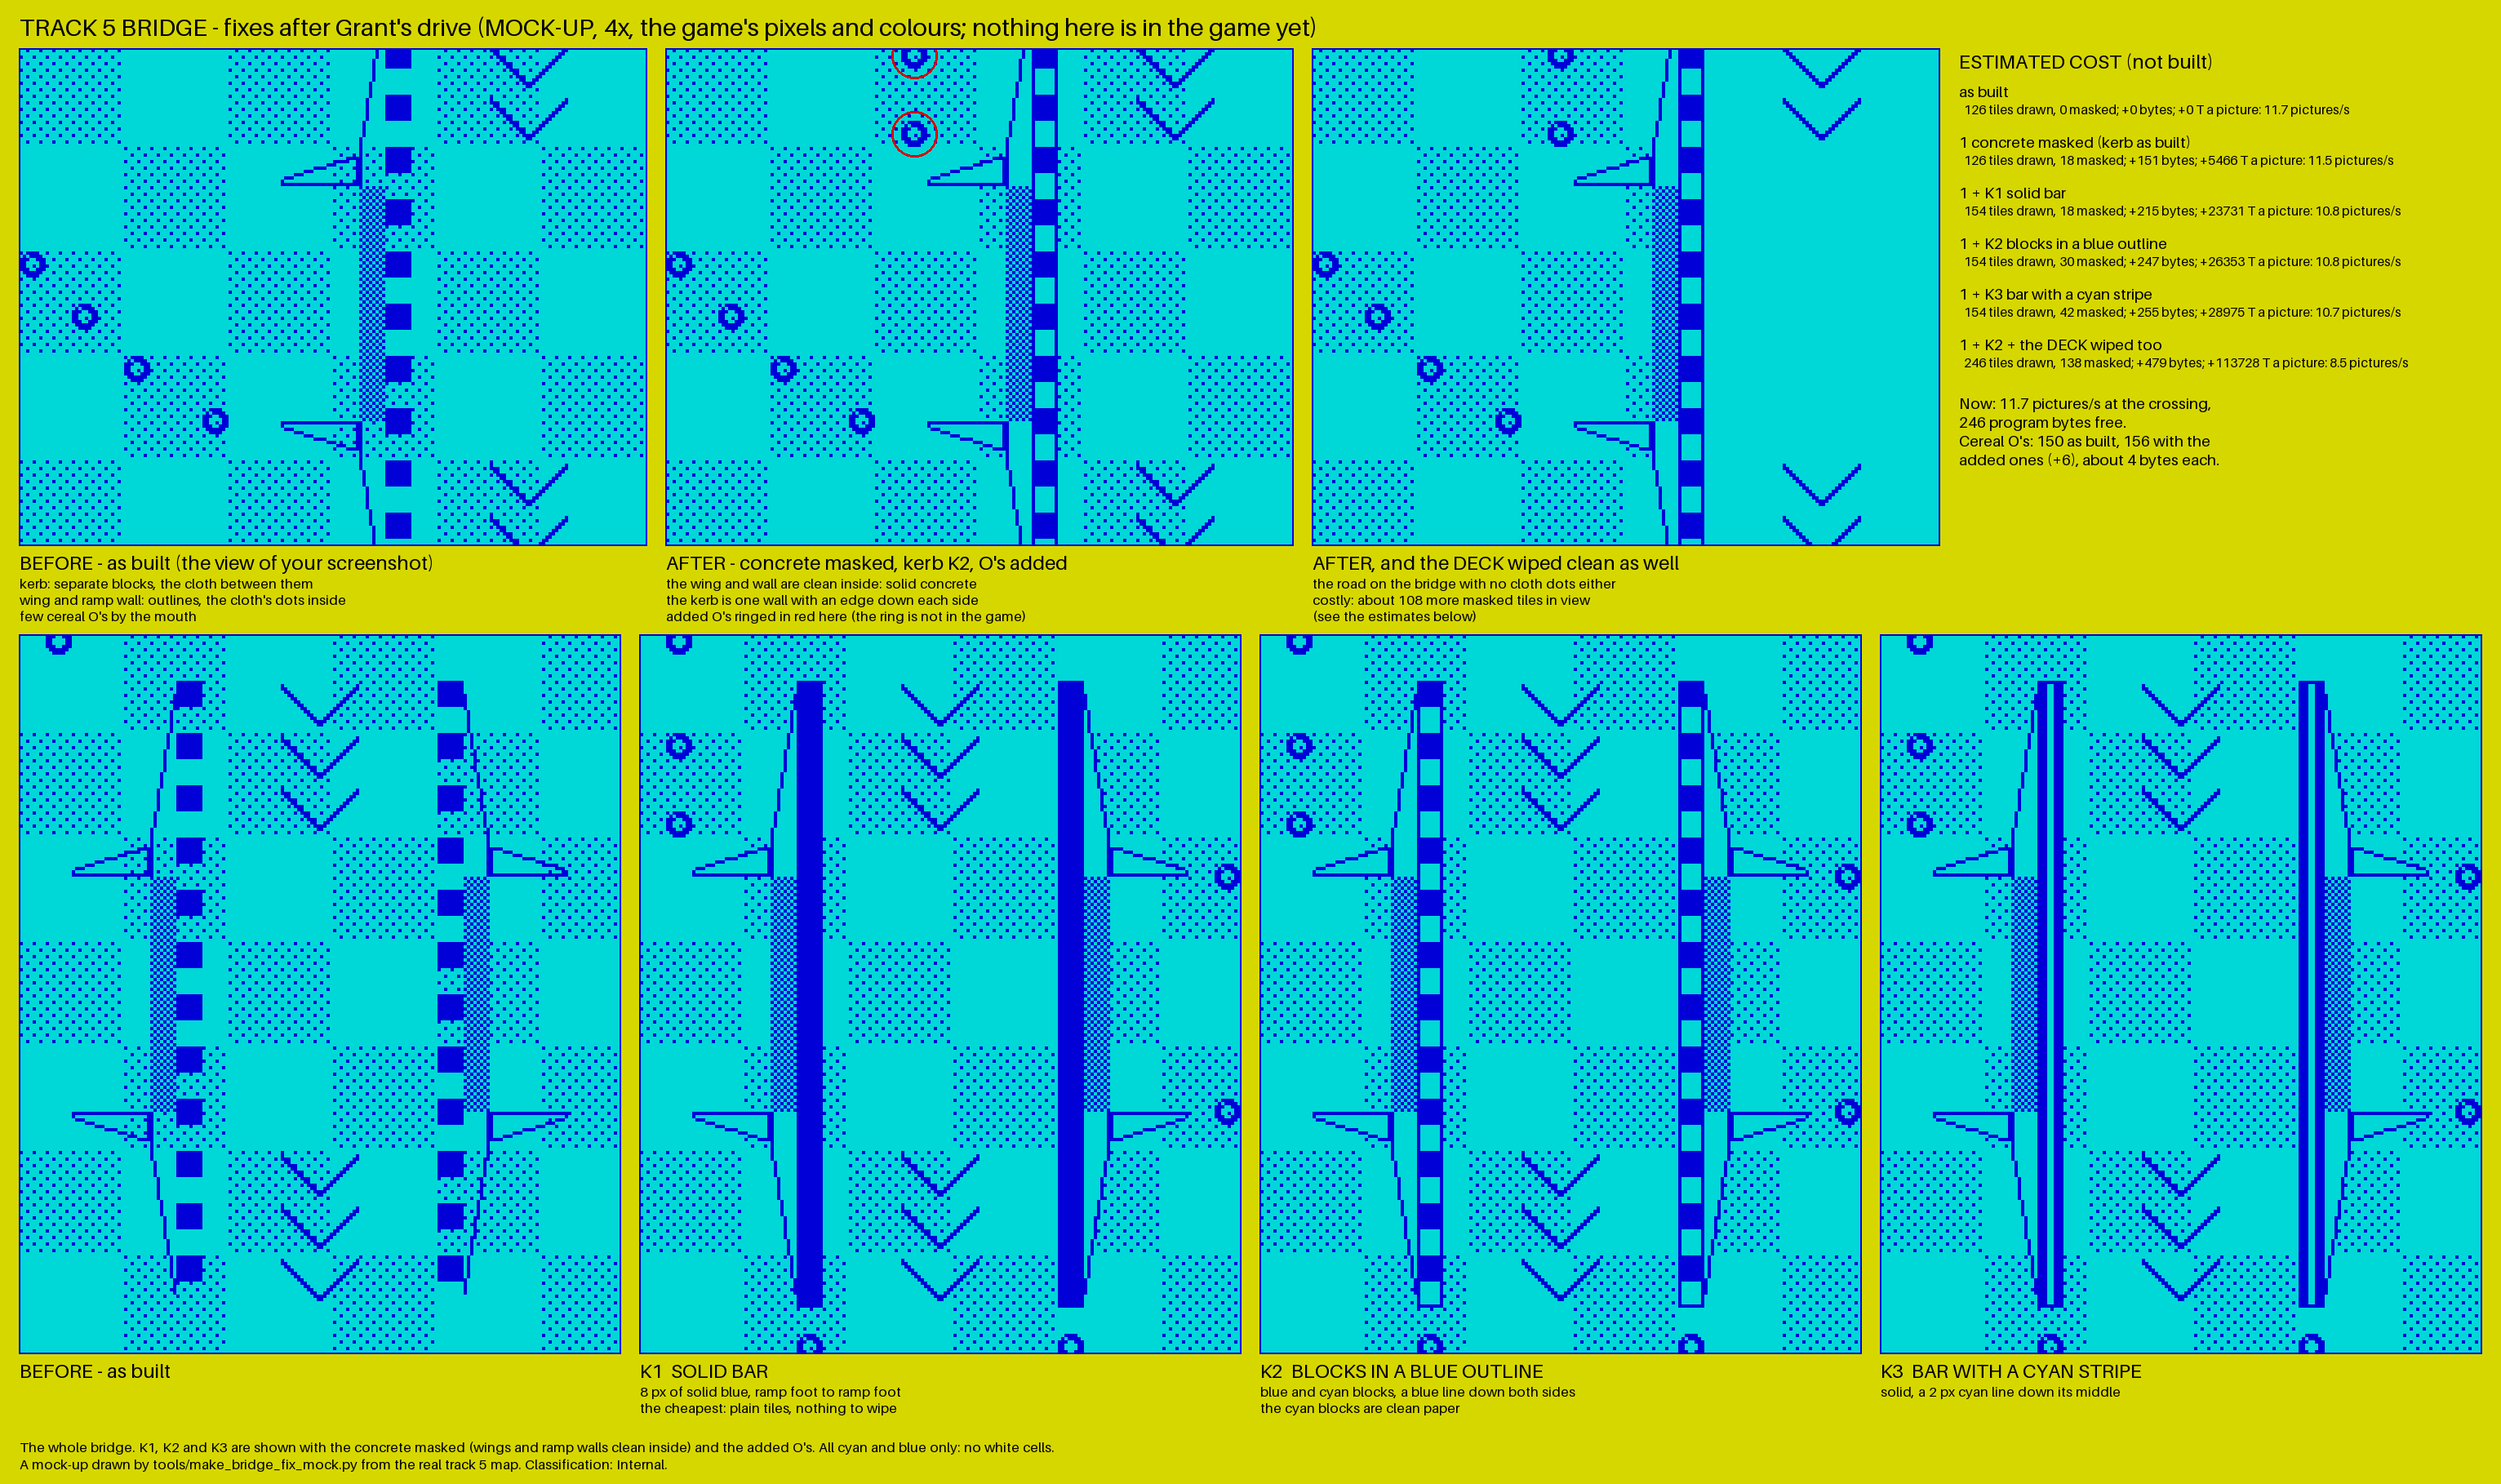 TRACK 5 BRIDGE - fixes after Grant's drive (MOCK-UP, 4x, the game's pixels and colours; nothing here is in the game yet)
BEFORE - as built (the view of your screenshot)
kerb: separate blocks, the cloth between them
wing and ramp wall: outlines, the cloth's dots inside
few cereal O's by the mouth
AFTER - concrete masked, kerb K2, O's added
the wing and wall are clean inside: solid concrete
the kerb is one wall with an edge down each side
added O's ringed in red here (the ring is not in the game)
AFTER, and the DECK wiped clean as well
the road on the bridge with no cloth dots either
costly: about 108 more masked tiles in view
(see the estimates below)
ESTIMATED COST (not built)
as built
126 tiles drawn, 0 masked; +0 bytes; +0 T a picture: 11.7 pictures/s
1 concrete masked (kerb as built)
126 tiles drawn, 18 masked; +151 bytes; +5466 T a picture: 11.5 pictures/s
1 + K1 solid bar
154 tiles drawn, 18 masked; +215 bytes; +23731 T a picture: 10.8 pictures/s
1 + K2 blocks in a blue outline
154 tiles drawn, 30 masked; +247 bytes; +26353 T a picture: 10.8 pictures/s
1 + K3 bar with a cyan stripe
154 tiles drawn, 42 masked; +255 bytes; +28975 T a picture: 10.7 pictures/s
1 + K2 + the DECK wiped too
246 tiles drawn, 138 masked; +479 bytes; +113728 T a picture: 8.5 pictures/s
Now: 11.7 pictures/s at the crossing,
246 program bytes free.
Cereal O's: 150 as built, 156 with the
added ones (+6), about 4 bytes each.
BEFORE - as built
K1 SOLID BAR
8 px of solid blue, ramp foot to ramp foot
the cheapest: plain tiles, nothing to wipe
K2 BLOCKS IN A BLUE OUTLINE
blue and cyan blocks, a blue line down both sides
the cyan blocks are clean paper
K3 BAR WITH A CYAN STRIPE
solid, a 2 px cyan line down its middle
The whole bridge. K1, K2 and K3 are shown with the concrete masked (wings and ramp walls clean inside) and the added O's. All cyan and blue only: no white cells.
A mock-up drawn by tools/make_bridge_fix_mock.py from the real track 5 map. Classification: Internal.